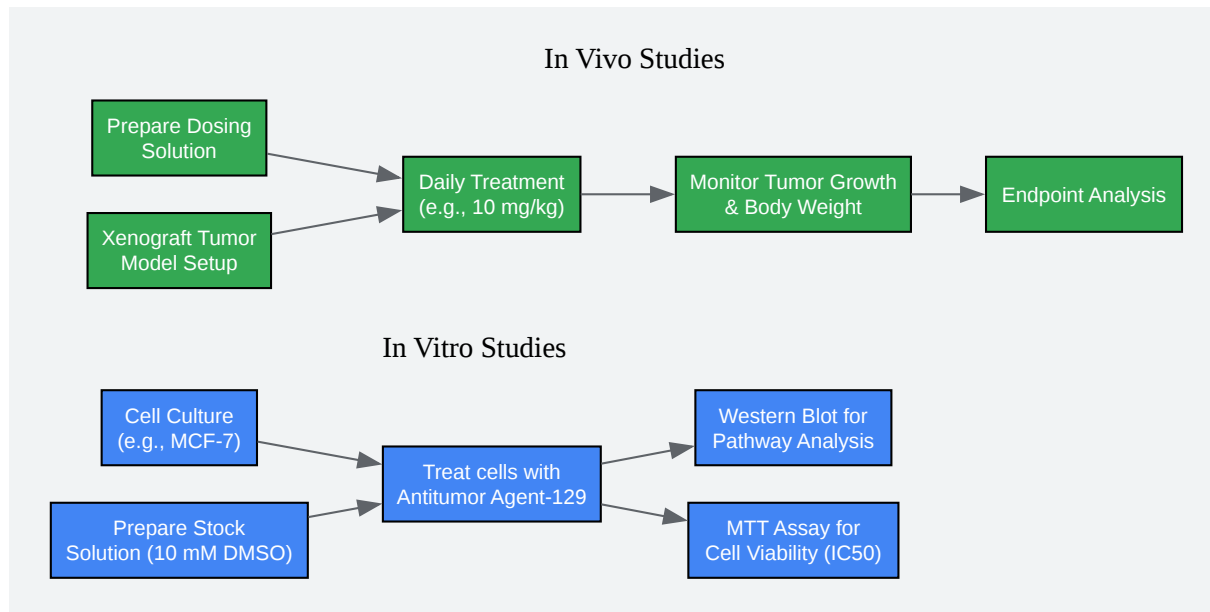 In Vivo Studies
Prepare Dosing
Solution
Xenograft Tumor
Model Setup
Daily Treatment
(e.g., 10 mg/kg)
Monitor Tumor Growth
& Body Weight
Endpoint Analysis
In Vitro Studies
Cell Culture
(e.g., MCF-7)
Prepare Stock
Solution (10 mM DMSO)
Treat cells with
Antitumor Agent-129
Western Blot for
Pathway Analysis
MTT Assay for
Cell Viability (IC50)